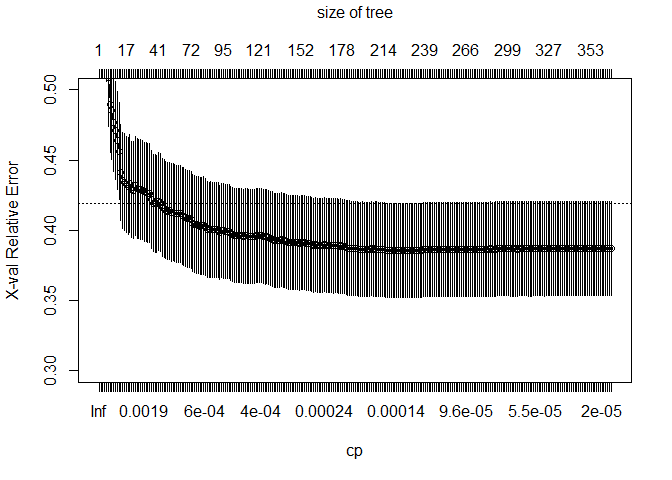 size of tree
1 17 41 72 95 121 152 178 214 239 266 299 327 353
X-val Relative Error
0.50
0.45
0.40
0.35
0.30
Inf 0.0019 6e-04 4e-04 0.00024 0.00014 9.6e-05 5.5e-05 2e-05
cp